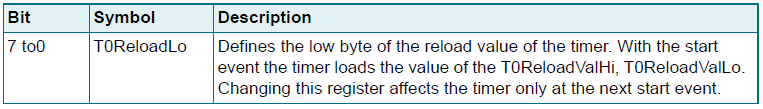 Bit Symbol Description
7 to0 T0ReloadLo Defines the low byte of the reload value of the timer. With the start
event the timer loads the value of the T0ReloadValHi, T0ReloadValLo.
Changing this register affects the timer only at the next start event.